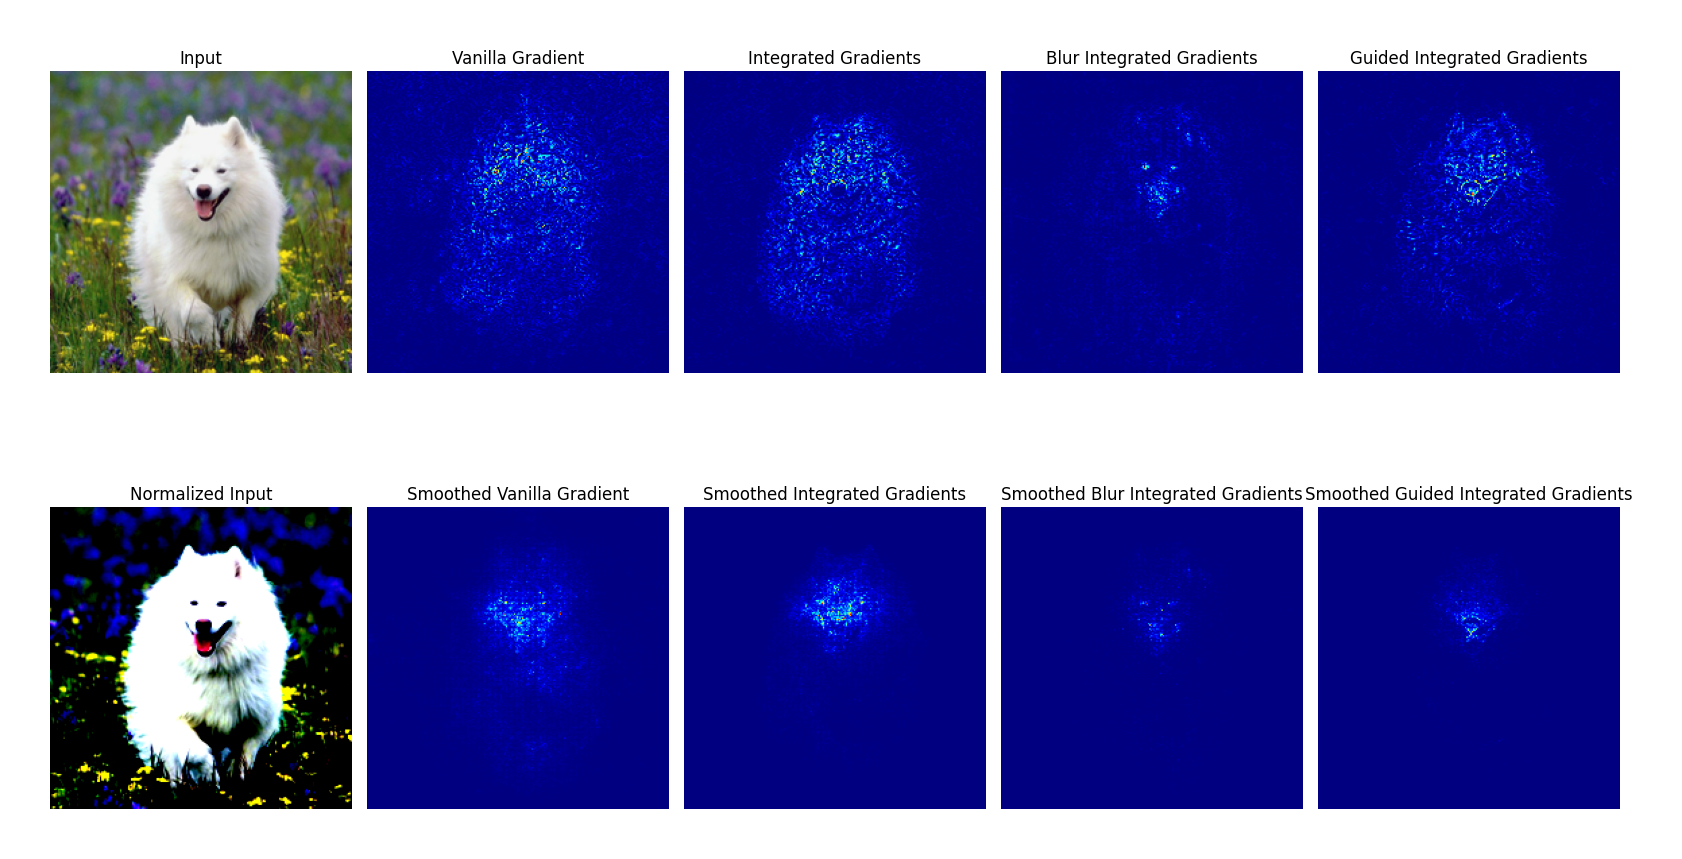 Input
Vanilla Gradient
Integrated Gradients
Blur Integrated Gradients
Guided Integrated Gradients
Normalized Input
Smoothed Vanilla Gradient
Smoothed Integrated Gradients
Smoothed Blur Integrated Gradients
Smoothed Guided Integrated Gradients